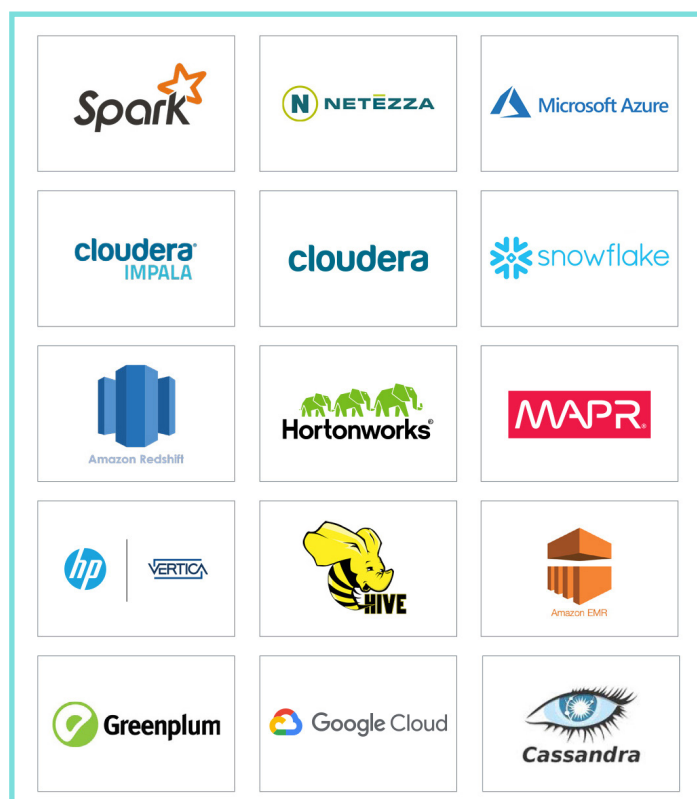 Spark
N NETĒZZA
Microsoft Azure
cloudera®
IMPALA
cloudera
snowflake
Amazon Redshift
Hortonworks®
MAPR®
hp
VERTICA
HIVE
Amazon EMR
Greenplum
Google Cloud
Cassandra